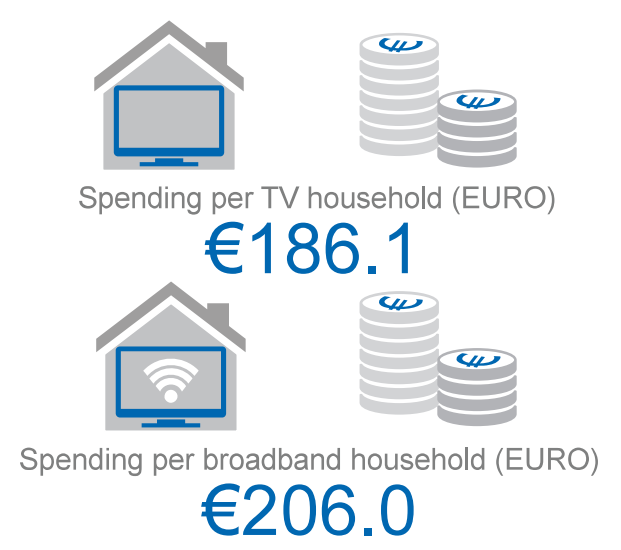 Spending per TV household (EURO)
€186.1
Spending per broadband household (EURO)
€206.0